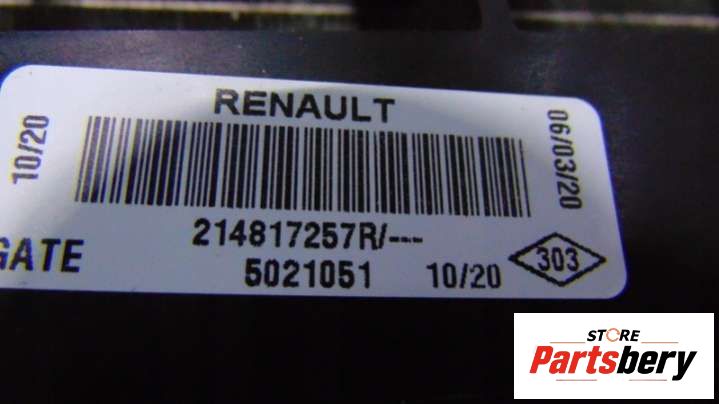 RENAULT
10/20
06/03/20
214817257R/---
GATE
5021051
10/20
303
STORE
Partsbery